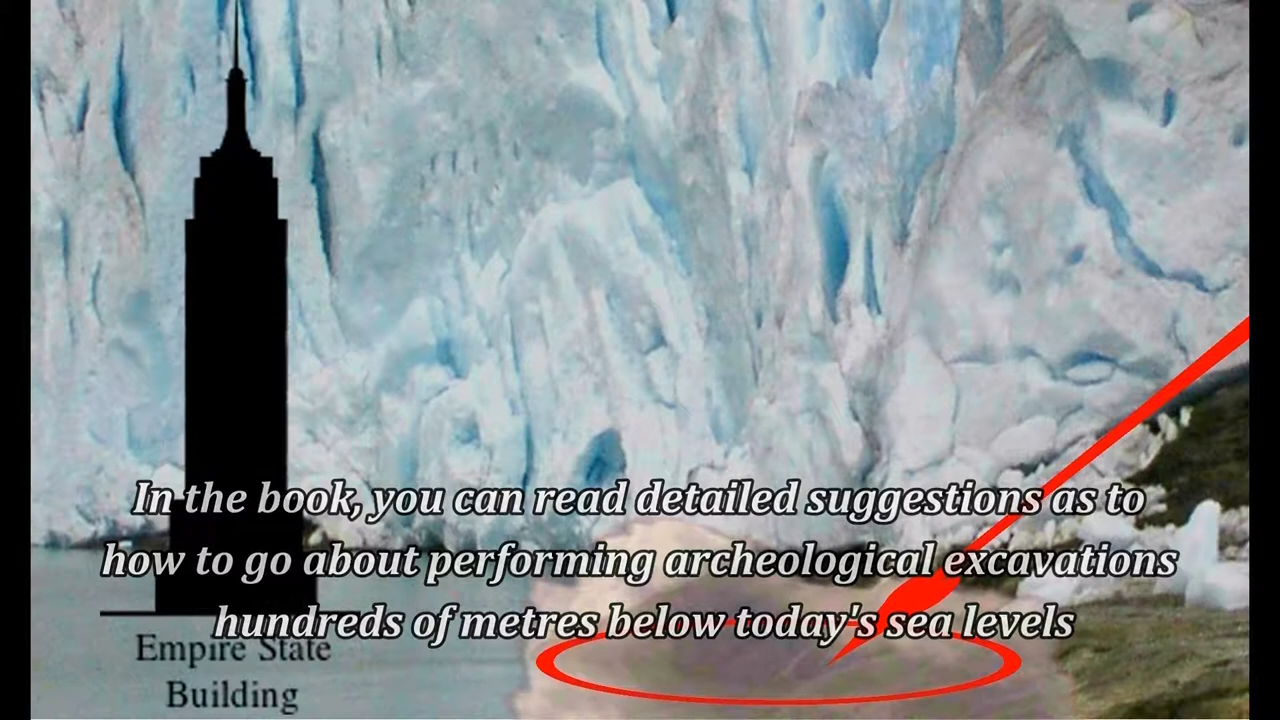 In the book, you can read detailed suggestions as to
how to go about performing archeological excavations
hundreds of metres below today's sea levels
Empire State
Building